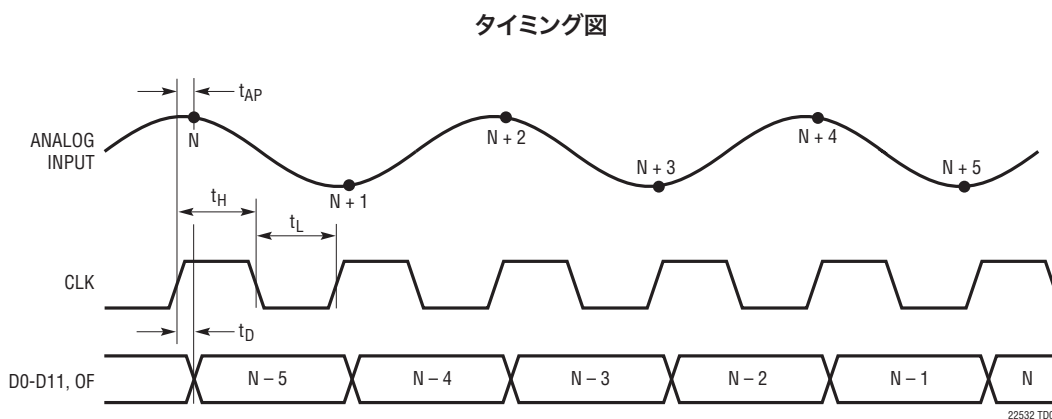 タイミング図
tAP
ANALOG
INPUT
N
N + 1
N + 2
N + 3
N + 4
N + 5
tH
tL
CLK
tD
D0-D11, OF
N – 5
N – 4
N – 3
N – 2
N – 1
N